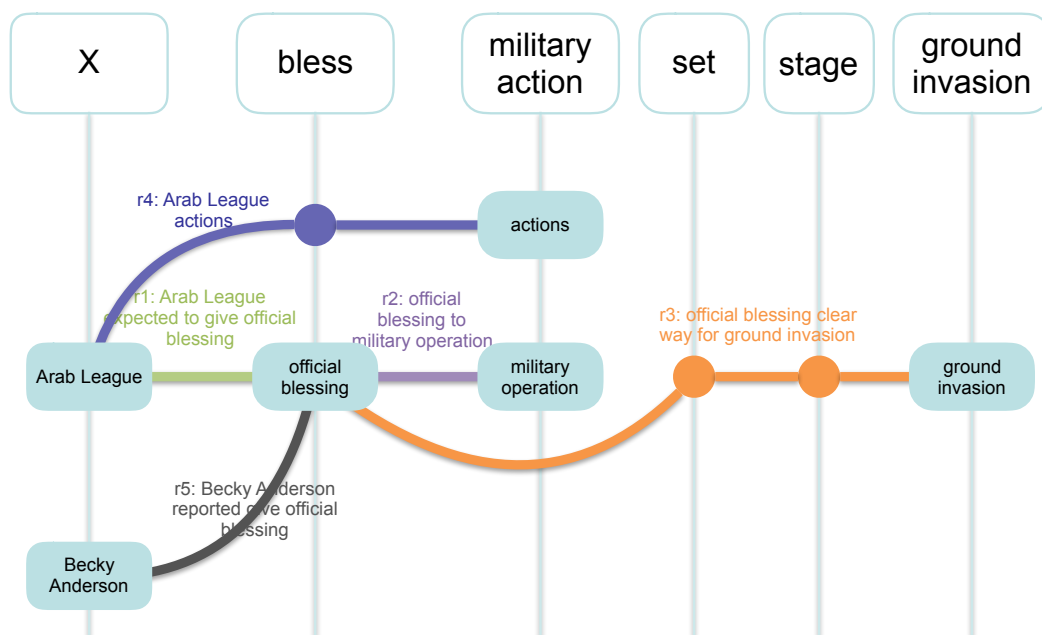 X
bless
military
action
set
stage
ground
invasion
r4: Arab League
actions
actions
r1: Arab League
expected to give official
blessing
r2: official
blessing to
military operation
r3: official blessing clear
way for ground invasion
Arab League
official
blessing
military
operation
ground
invasion
r5: Becky Anderson
reported give official
blessing
Becky
Anderson